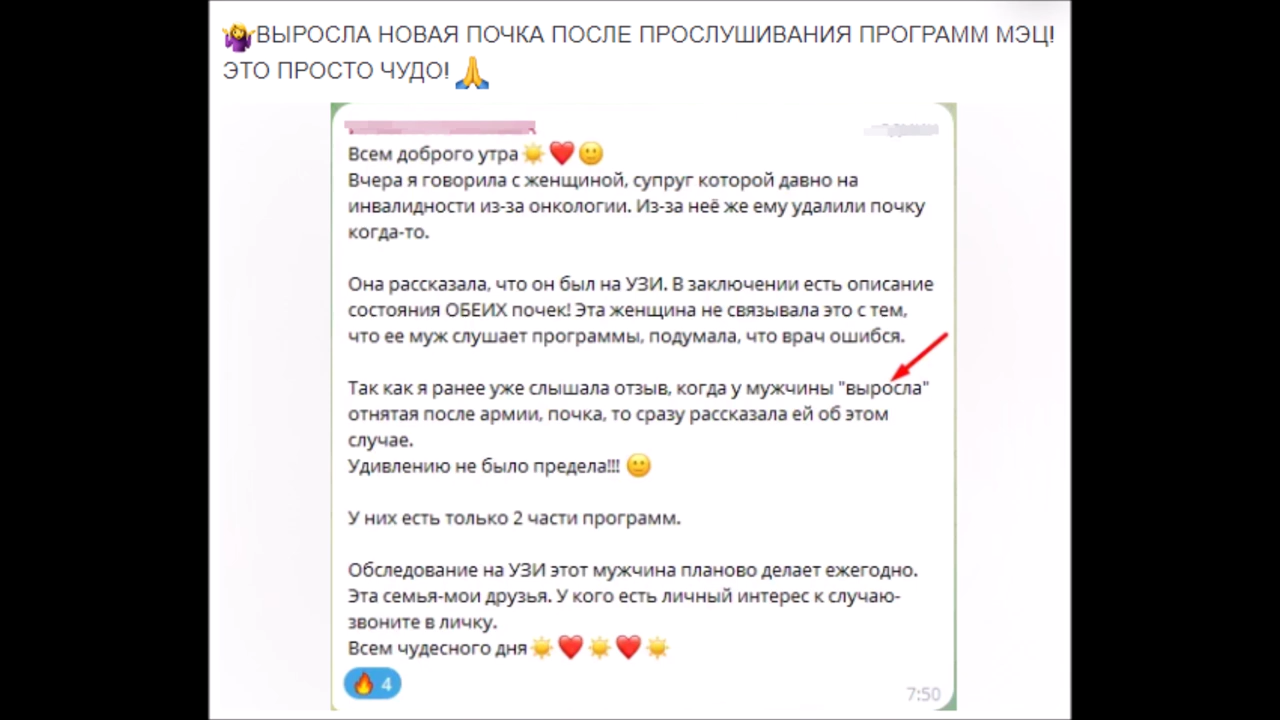 🤷‍♀️ВЫРОСЛА НОВАЯ ПОЧКА ПОСЛЕ ПРОСЛУШИВАНИЯ ПРОГРАММ МЭЦ!
ЭТО ПРОСТО ЧУДО!🙏
Всем доброго утра☀️❤️🙂
Вчера я говорила с женщиной, супруг которой давно на
инвалидности из-за онкологии. Из-за неё же ему удалили почку
когда-то.
Она рассказала, что он был на УЗИ. В заключении есть описание
состояния ОБЕИХ почек! Эта женщина не связывала это с тем,
что ее муж слушает программы, подумала, что врач ошибся.
Так как я ранее уже слышала отзыв, когда у мужчины "выросла"
отнятая после армии, почка, то сразу рассказала ей об этом
случае.
Удивлению не было предела!!! 🙂
У них есть только 2 части программ.
Обследование на УЗИ этот мужчина планово делает ежегодно.
Эта семья-мои друзья. У кого есть личный интерес к случаю-
звоните в личку.
Всем чудесного дня☀️❤️☀️❤️☀️
🔥 4
7:50